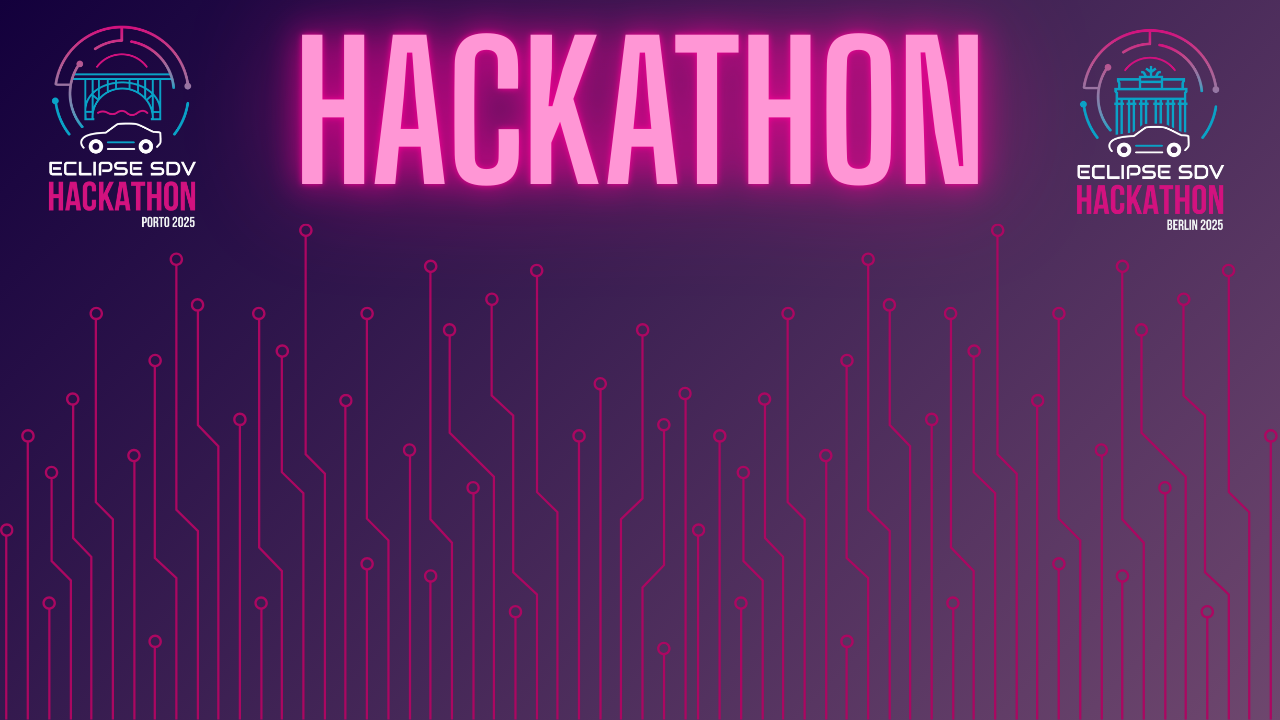 HACKATHON
ECLIPSE SDV
HACKATHON
PORTO 2025
ECLIPSE SDV
HACKATHON
BERLIN 2025